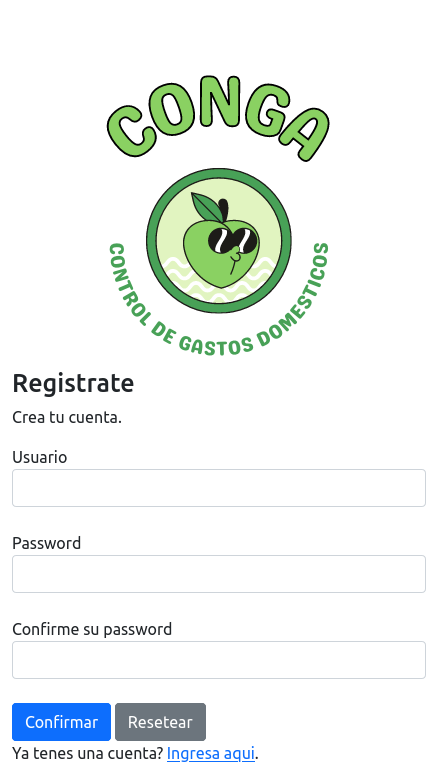 CONGA
CONTROL DE GASTOS DOMESTICOS
Registrate
Crea tu cuenta.
Usuario
Password
Confirme su password
Confirmar Resetear
Ya tenes una cuenta? Ingresa aqui.